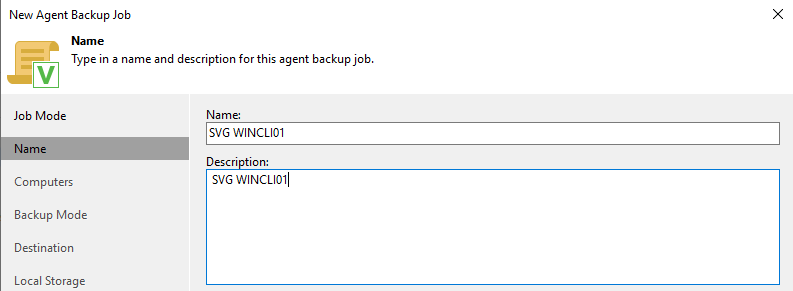 New Agent Backup Job
Name
Type in a name and description for this agent backup job.
Job Mode
Name
Computers
Backup Mode
Destination
Local Storage
Name:
SVG WINCLI01
Description:
SVG WINCLI01